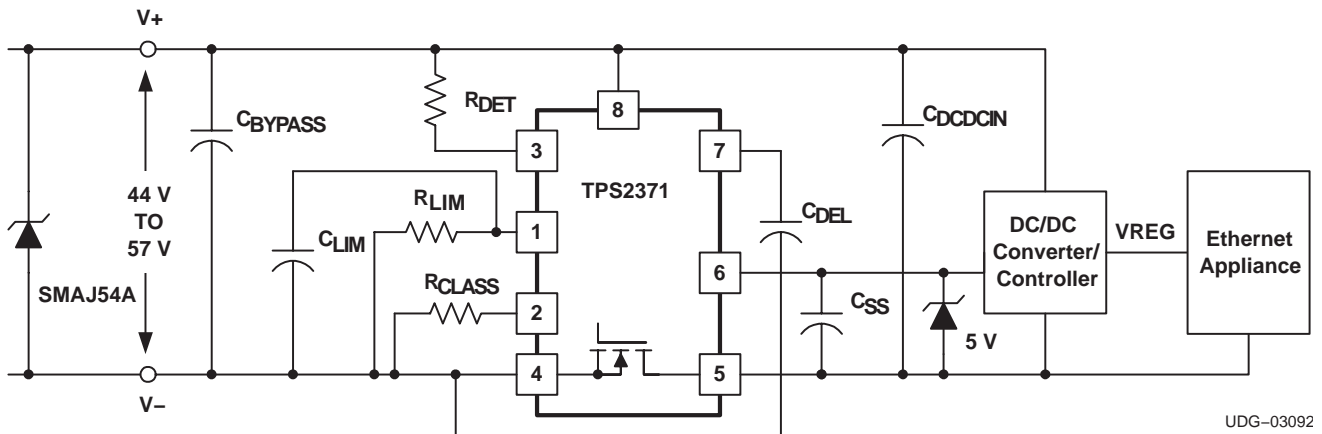 V+
RDET
8
CBYPASS
CDCDCIN
3
7
44 V
TO
57 V
TPS2371
RLIM
CDEL
CLIM
1
DC/DC
Converter/
Controller
VREG
Ethernet
Appliance
6
SMAJ54A
RCLASS
2
CSS
5 V
4
5
V–
UDG–03092